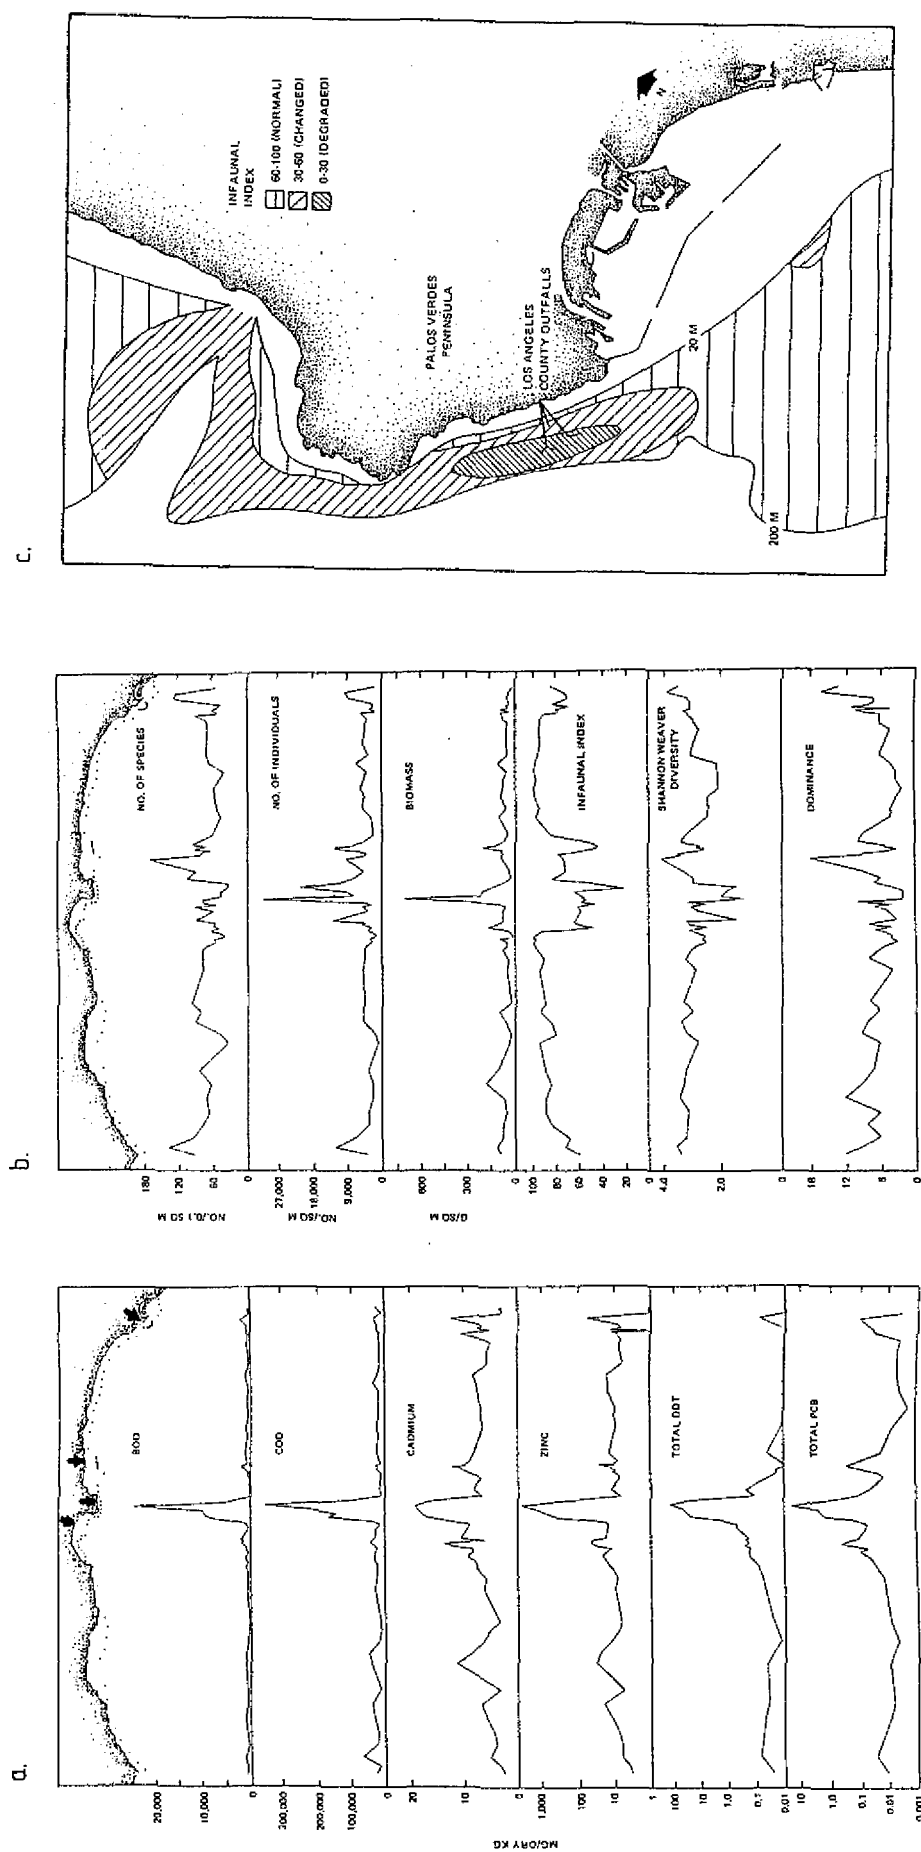 a.
BOD
20,000
10,000
0
COD
300,000
200,000
100,000
0
CADMIUM
20
10
0
ZINC
1,000
100
10
1
TOTAL DDT
100
10
1.0
0.1
0.01
TOTAL PCB
10
1.0
0.1
0.01
0.001
MG/DRY KG
b.
NO. OF SPECIES
180
120
60
NO./0.1 SQ M
0
NO. OF INDIVIDUALS
27,000
18,000
9,000
NO./SQ M
0
BIOMASS
600
300
G/SQ M
0
INFAUNAL INDEX
100
80
60
40
20
0
SHANNON WEAVER
DIVERSITY
4.0
2.0
0
DOMINANCE
18
12
0
c.
INFAUNAL
INDEX
60-100 (NORMAL)
30-60 (CHANGED)
0-30 (DEGRADED)
N
PALOS VERDES
PENINSULA
LOS ANGELES
COUNTY OUTFALLS
20 M
200 M